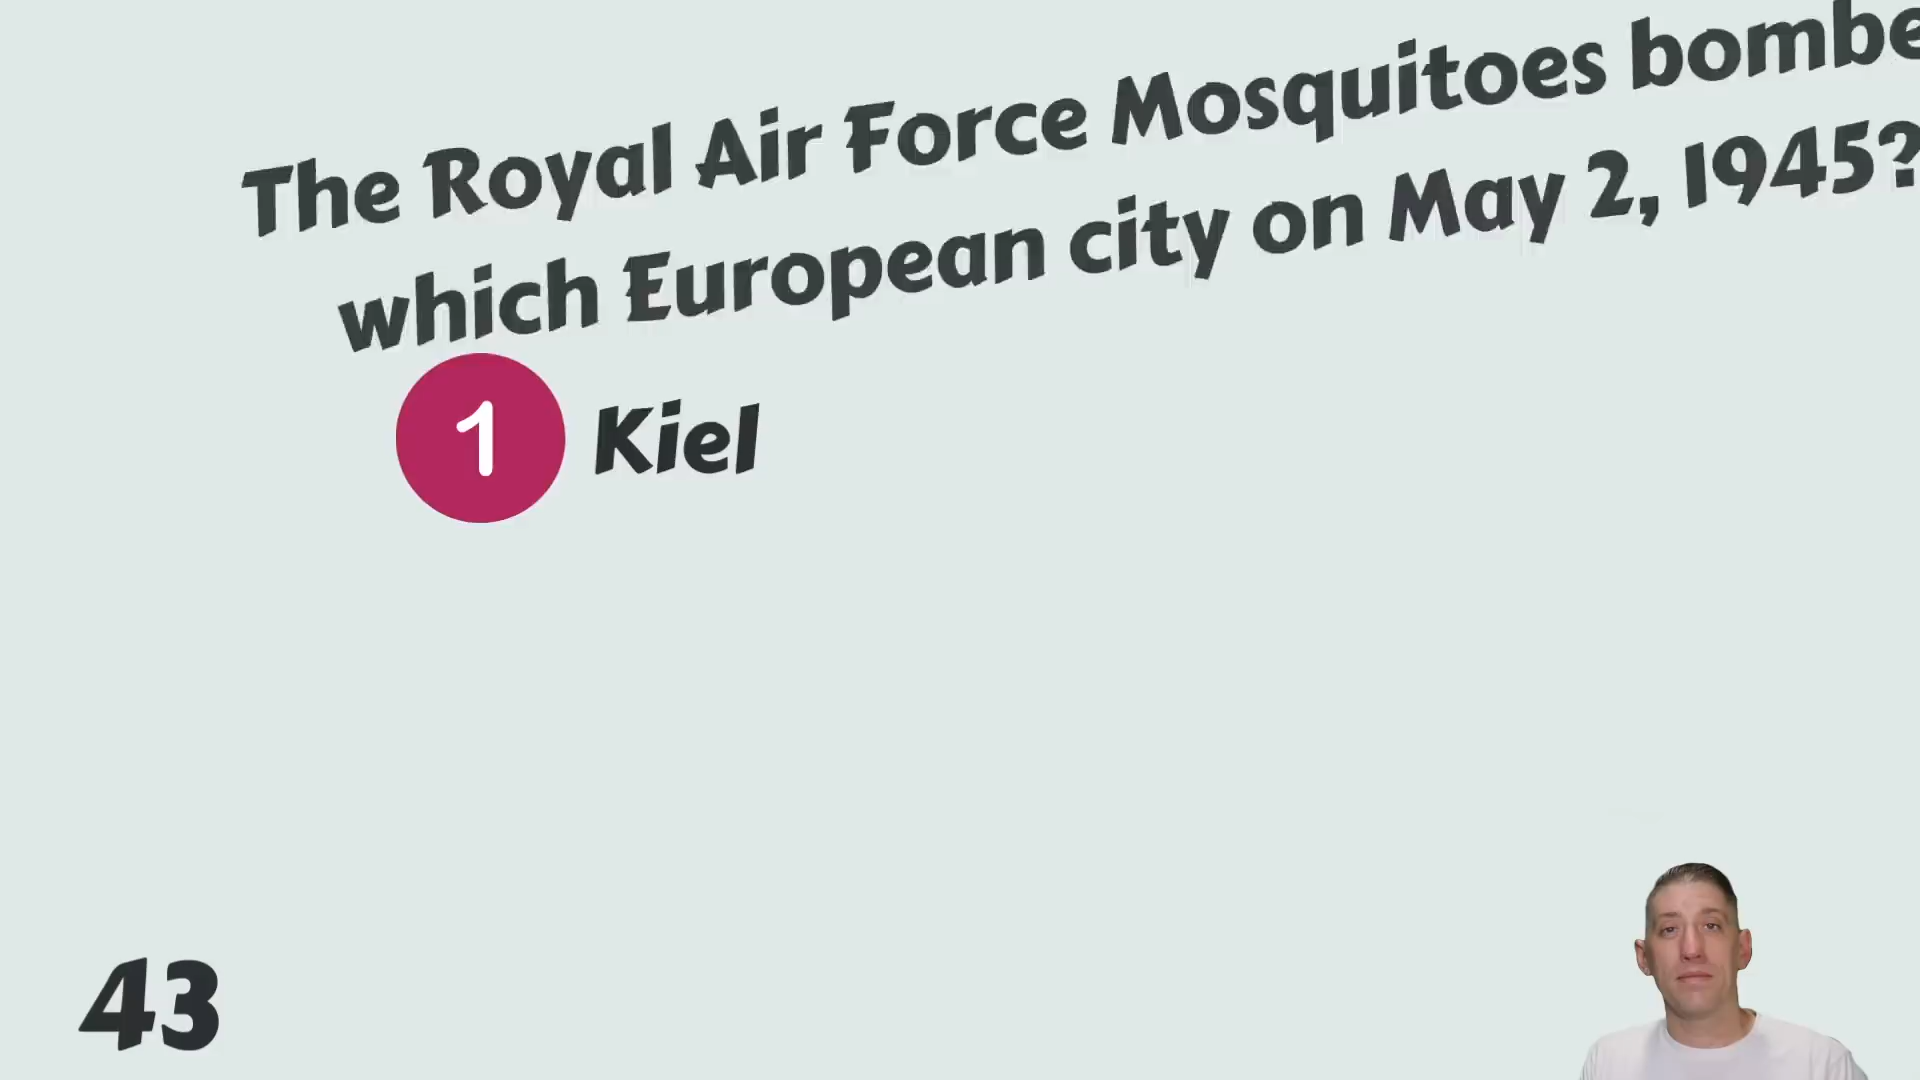 The Royal Air Force Mosquitoes bombe
which European city on May 2, 1945?
1 Kiel
43